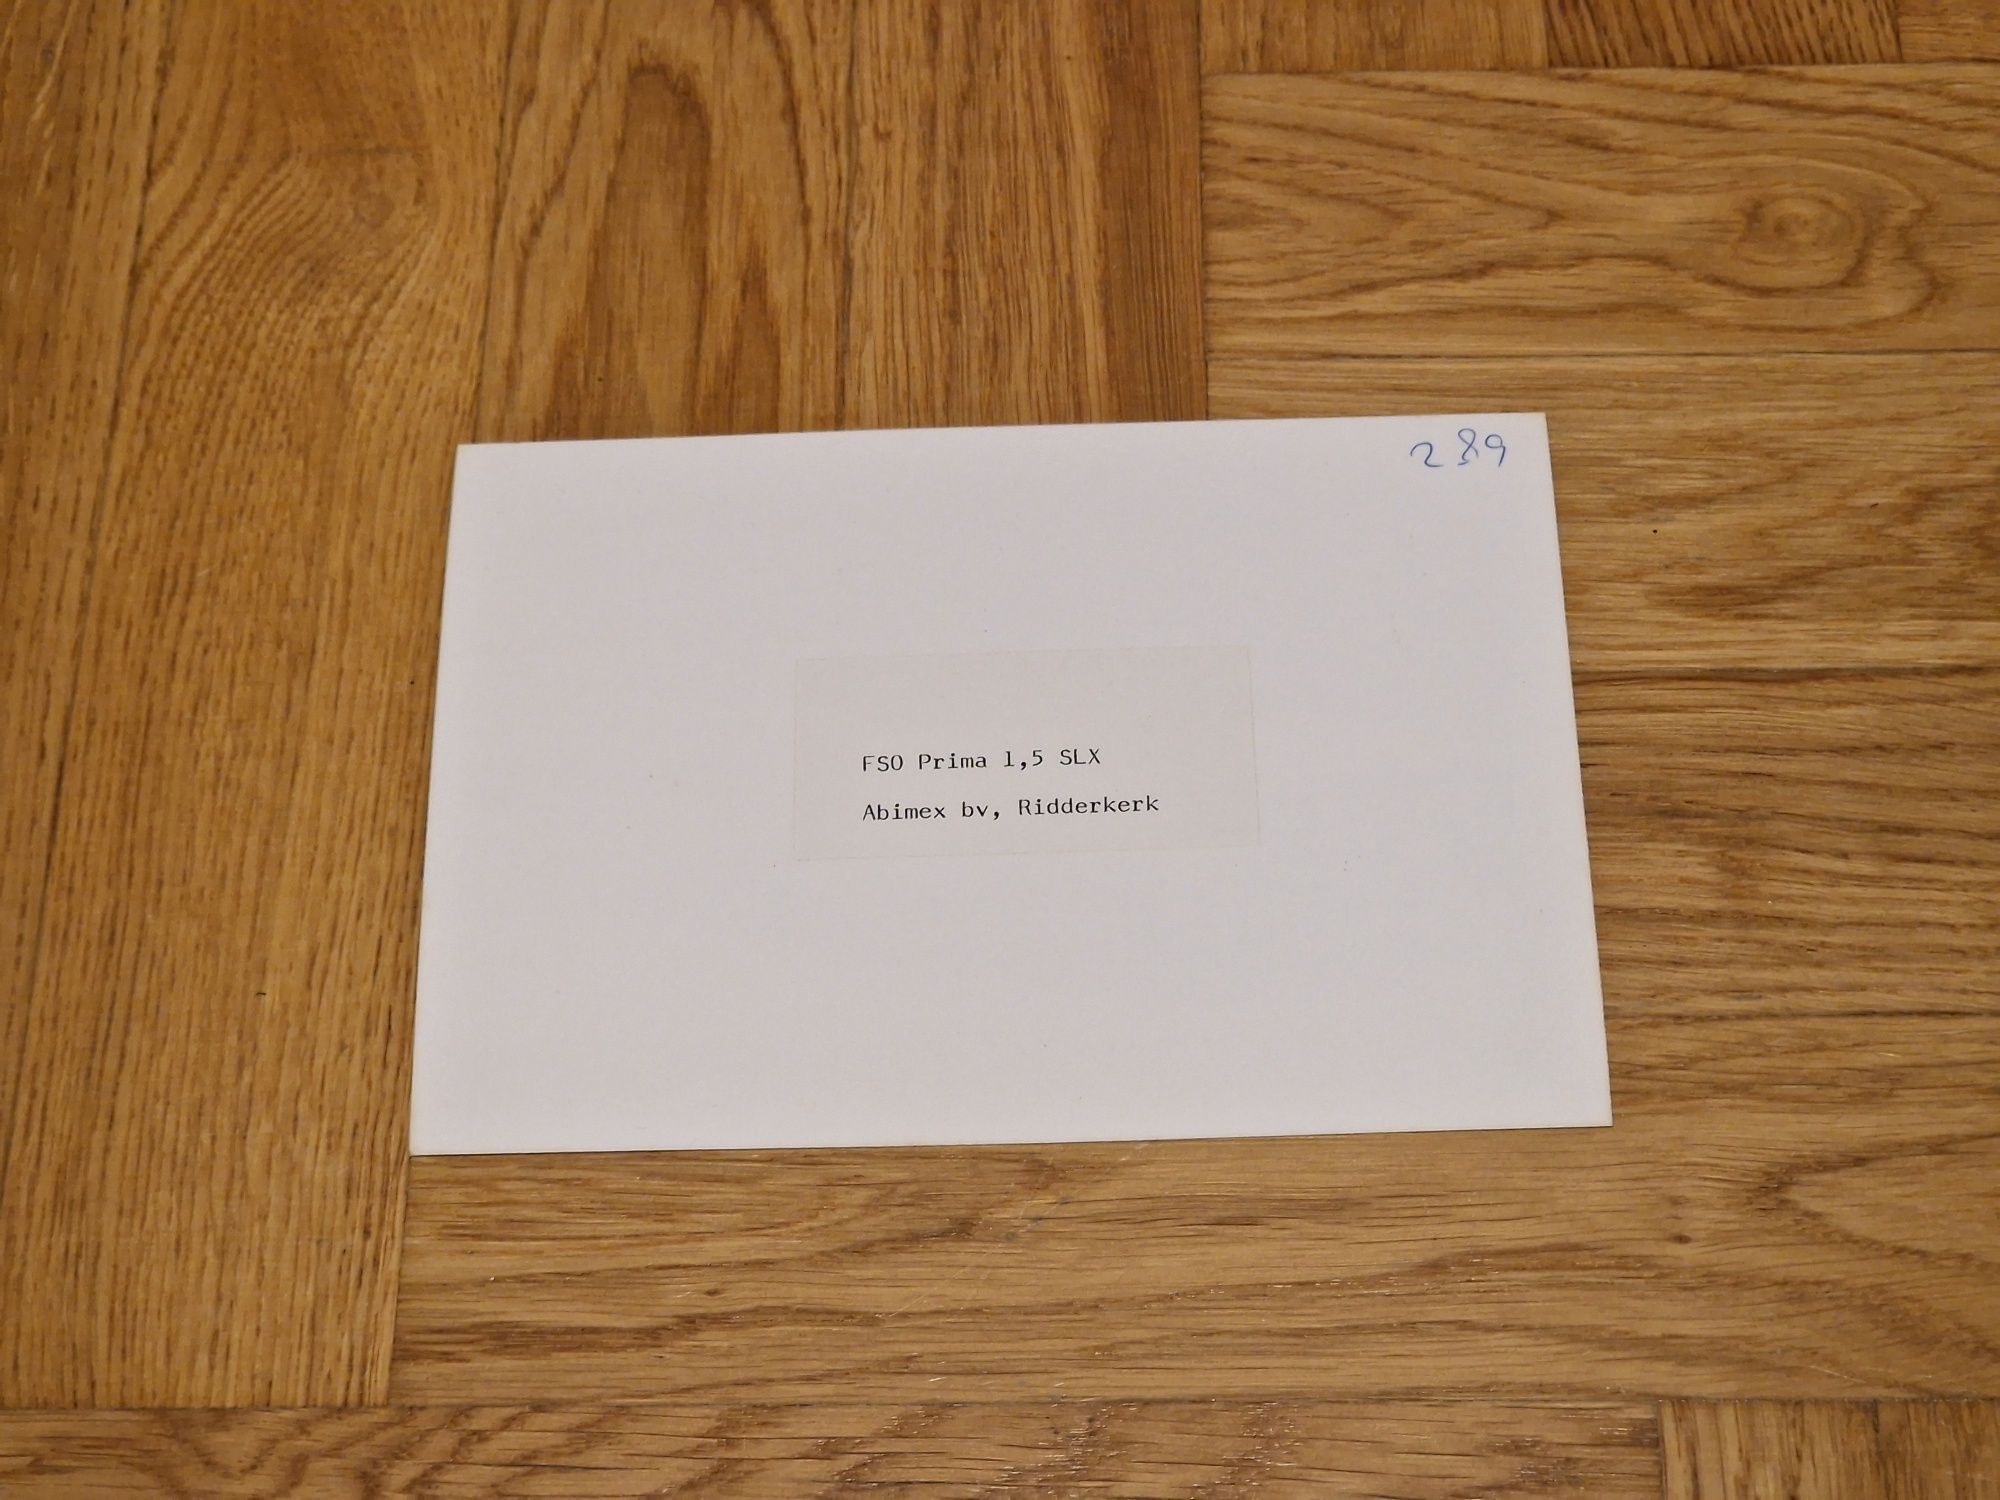 289
FSO Prima 1,5 SLX
Abimex bv, Ridderkerk